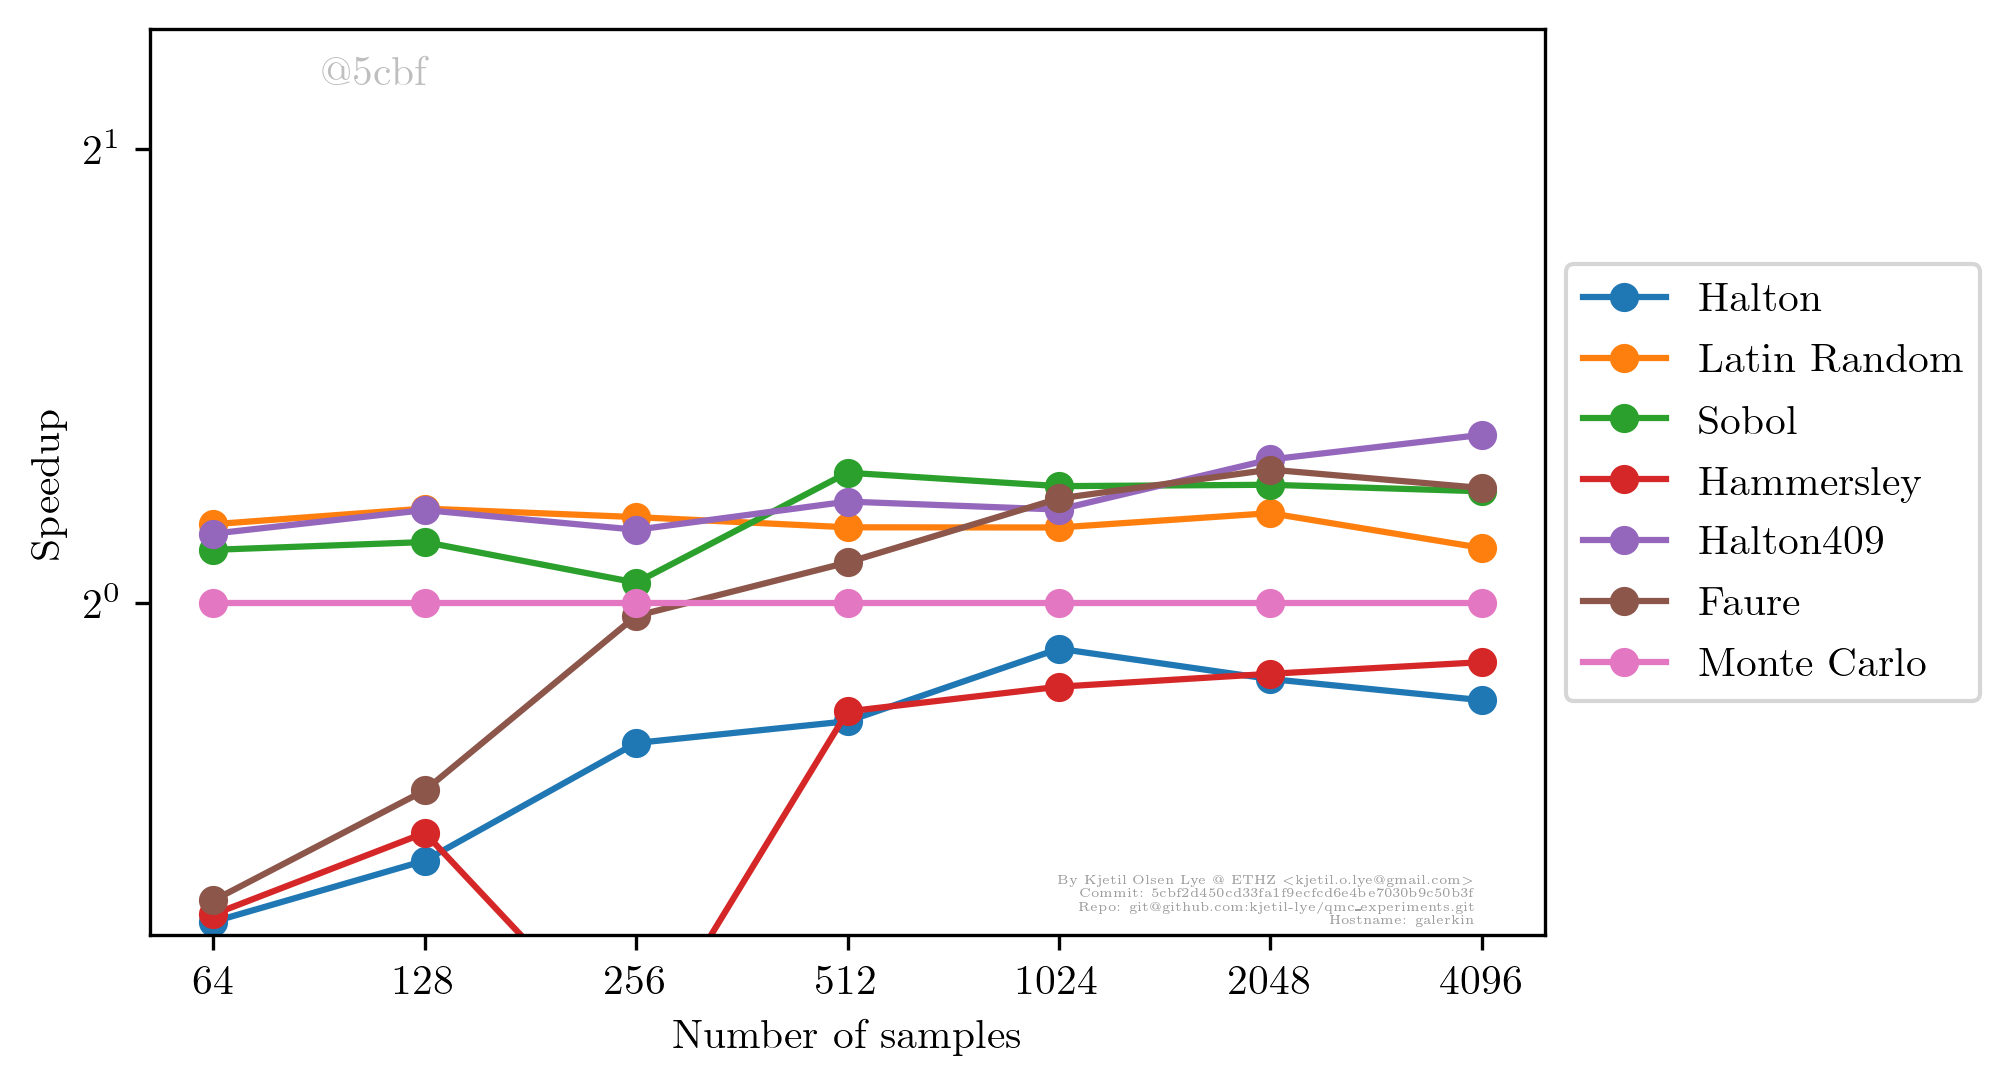 @5cbf
2^1
2^0
Speedup
64 128 256 512 1024 2048 4096
Number of samples
Halton
Latin Random
Sobol
Hammersley
Halton409
Faure
Monte Carlo
By Kjetil Olsen Lye @ ETHZ <kjetil.o.lye@gmail.com>
Commit: 5cbf2d450cd33fa1f9ecfcd6e4be7030b9c50b3f
Repo: git@github.com:kjetil-lye/qmc_experiments.git
Hostname: galerkin